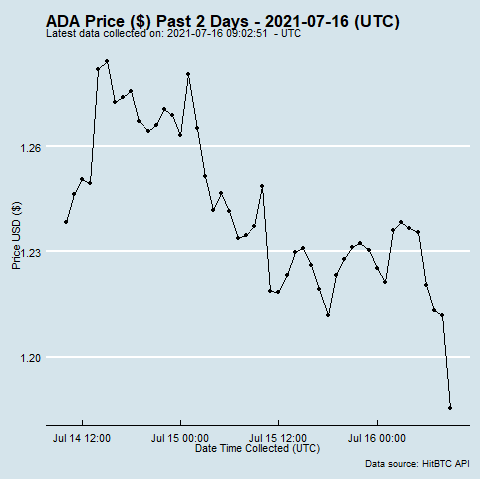 ADA Price ($) Past 2 Days - 2021-07-16 (UTC)
Latest data collected on: 2021-07-16 09:02:51 - UTC
1.26
1.23
1.20
Price USD ($)
Jul 14 12:00
Jul 15 00:00
Jul 15 12:00
Jul 16 00:00
Date Time Collected (UTC)
Data source: HitBTC API